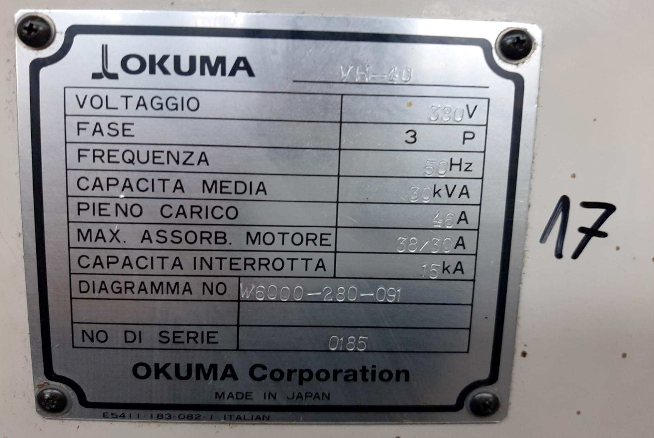 OKUMA VH-40
VOLTAGGIO 380V
FASE 3 P
FREQUENZA 50Hz
CAPACITA MEDIA 30kVA
PIENO CARICO 46A
MAX. ASSORB. MOTORE 38/30A
CAPACITA INTERROTTA 15kA
DIAGRAMMA NO W6000-280-091
NO DI SERIE 0185
OKUMA Corporation
MADE IN JAPAN
E5411-183-082-1 ITALIAN
17